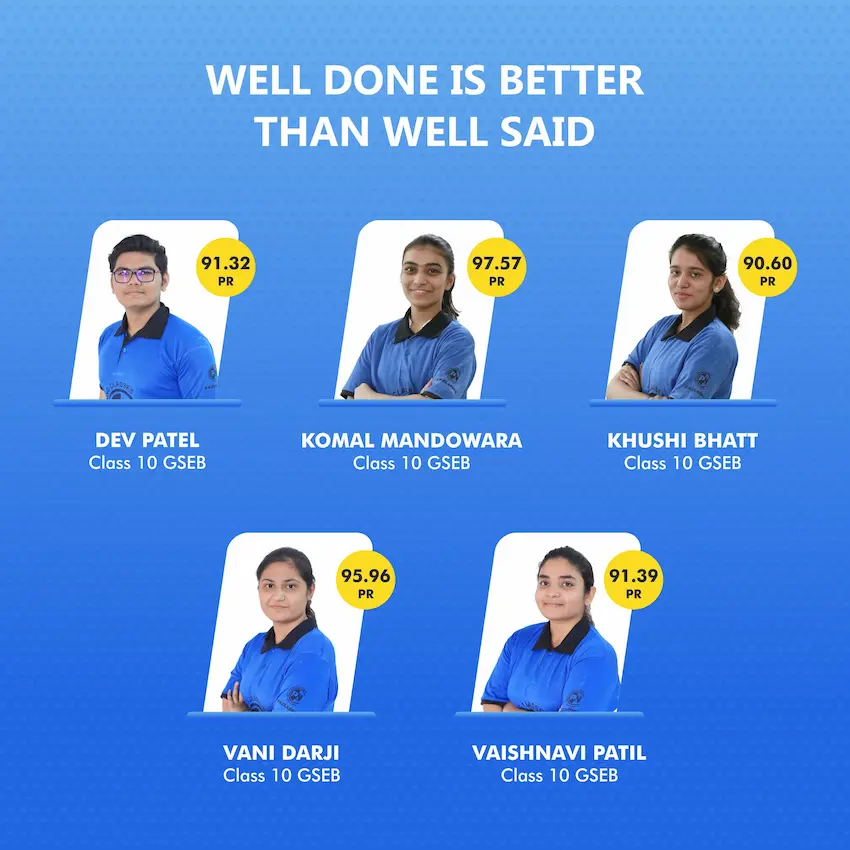 WELL DONE IS BETTER
THAN WELL SAID
91.32
PR
97.57
PR
90.60
PR
DEV PATEL
Class 10 GSEB
KOMAL MANDOWARA
Class 10 GSEB
KHUSHI BHATT
Class 10 GSEB
95.96
PR
91.39
PR
VANI DARJI
Class 10 GSEB
VAISHNAVI PATIL
Class 10 GSEB